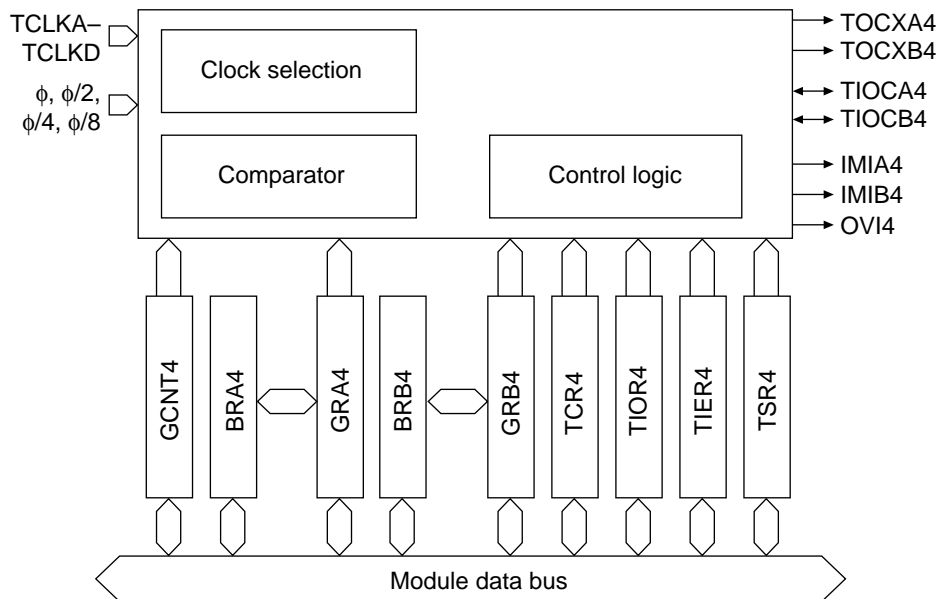 TCLKA–
TCLKD
ϕ, ϕ/2,
ϕ/4, ϕ/8
Clock selection
Comparator
Control logic
TOCXA4
TOCXB4
TIOCA4
TIOCB4
IMIA4
IMIB4
OVI4
GCNT4
BRA4
GRA4
BRB4
GRB4
TCR4
TIOR4
TIER4
TSR4
Module data bus